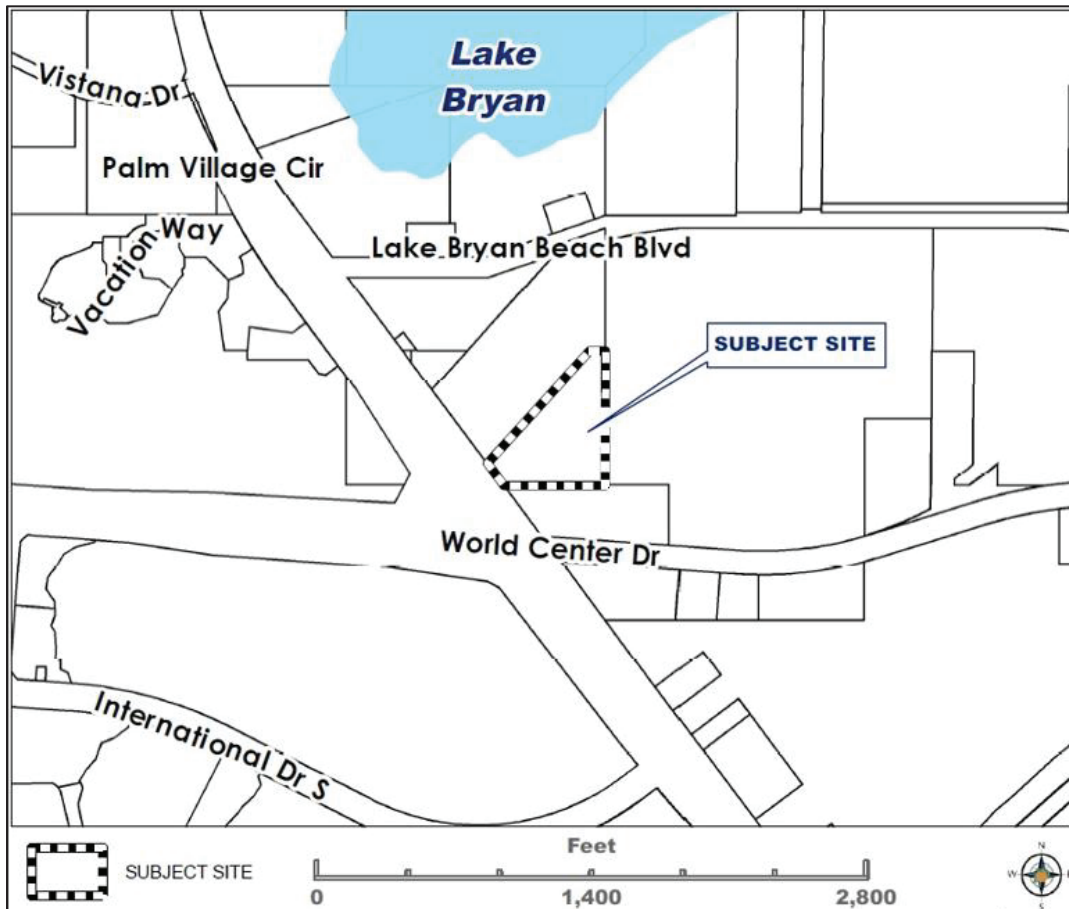 Lake
Bryan
Vistana Dr
Palm Village Cir
Vacation Way
Lake Bryan Beach Blvd
SUBJECT SITE
World Center Dr
International Dr S
SUBJECT SITE
Feet
0 1,400 2,800
N
W
S